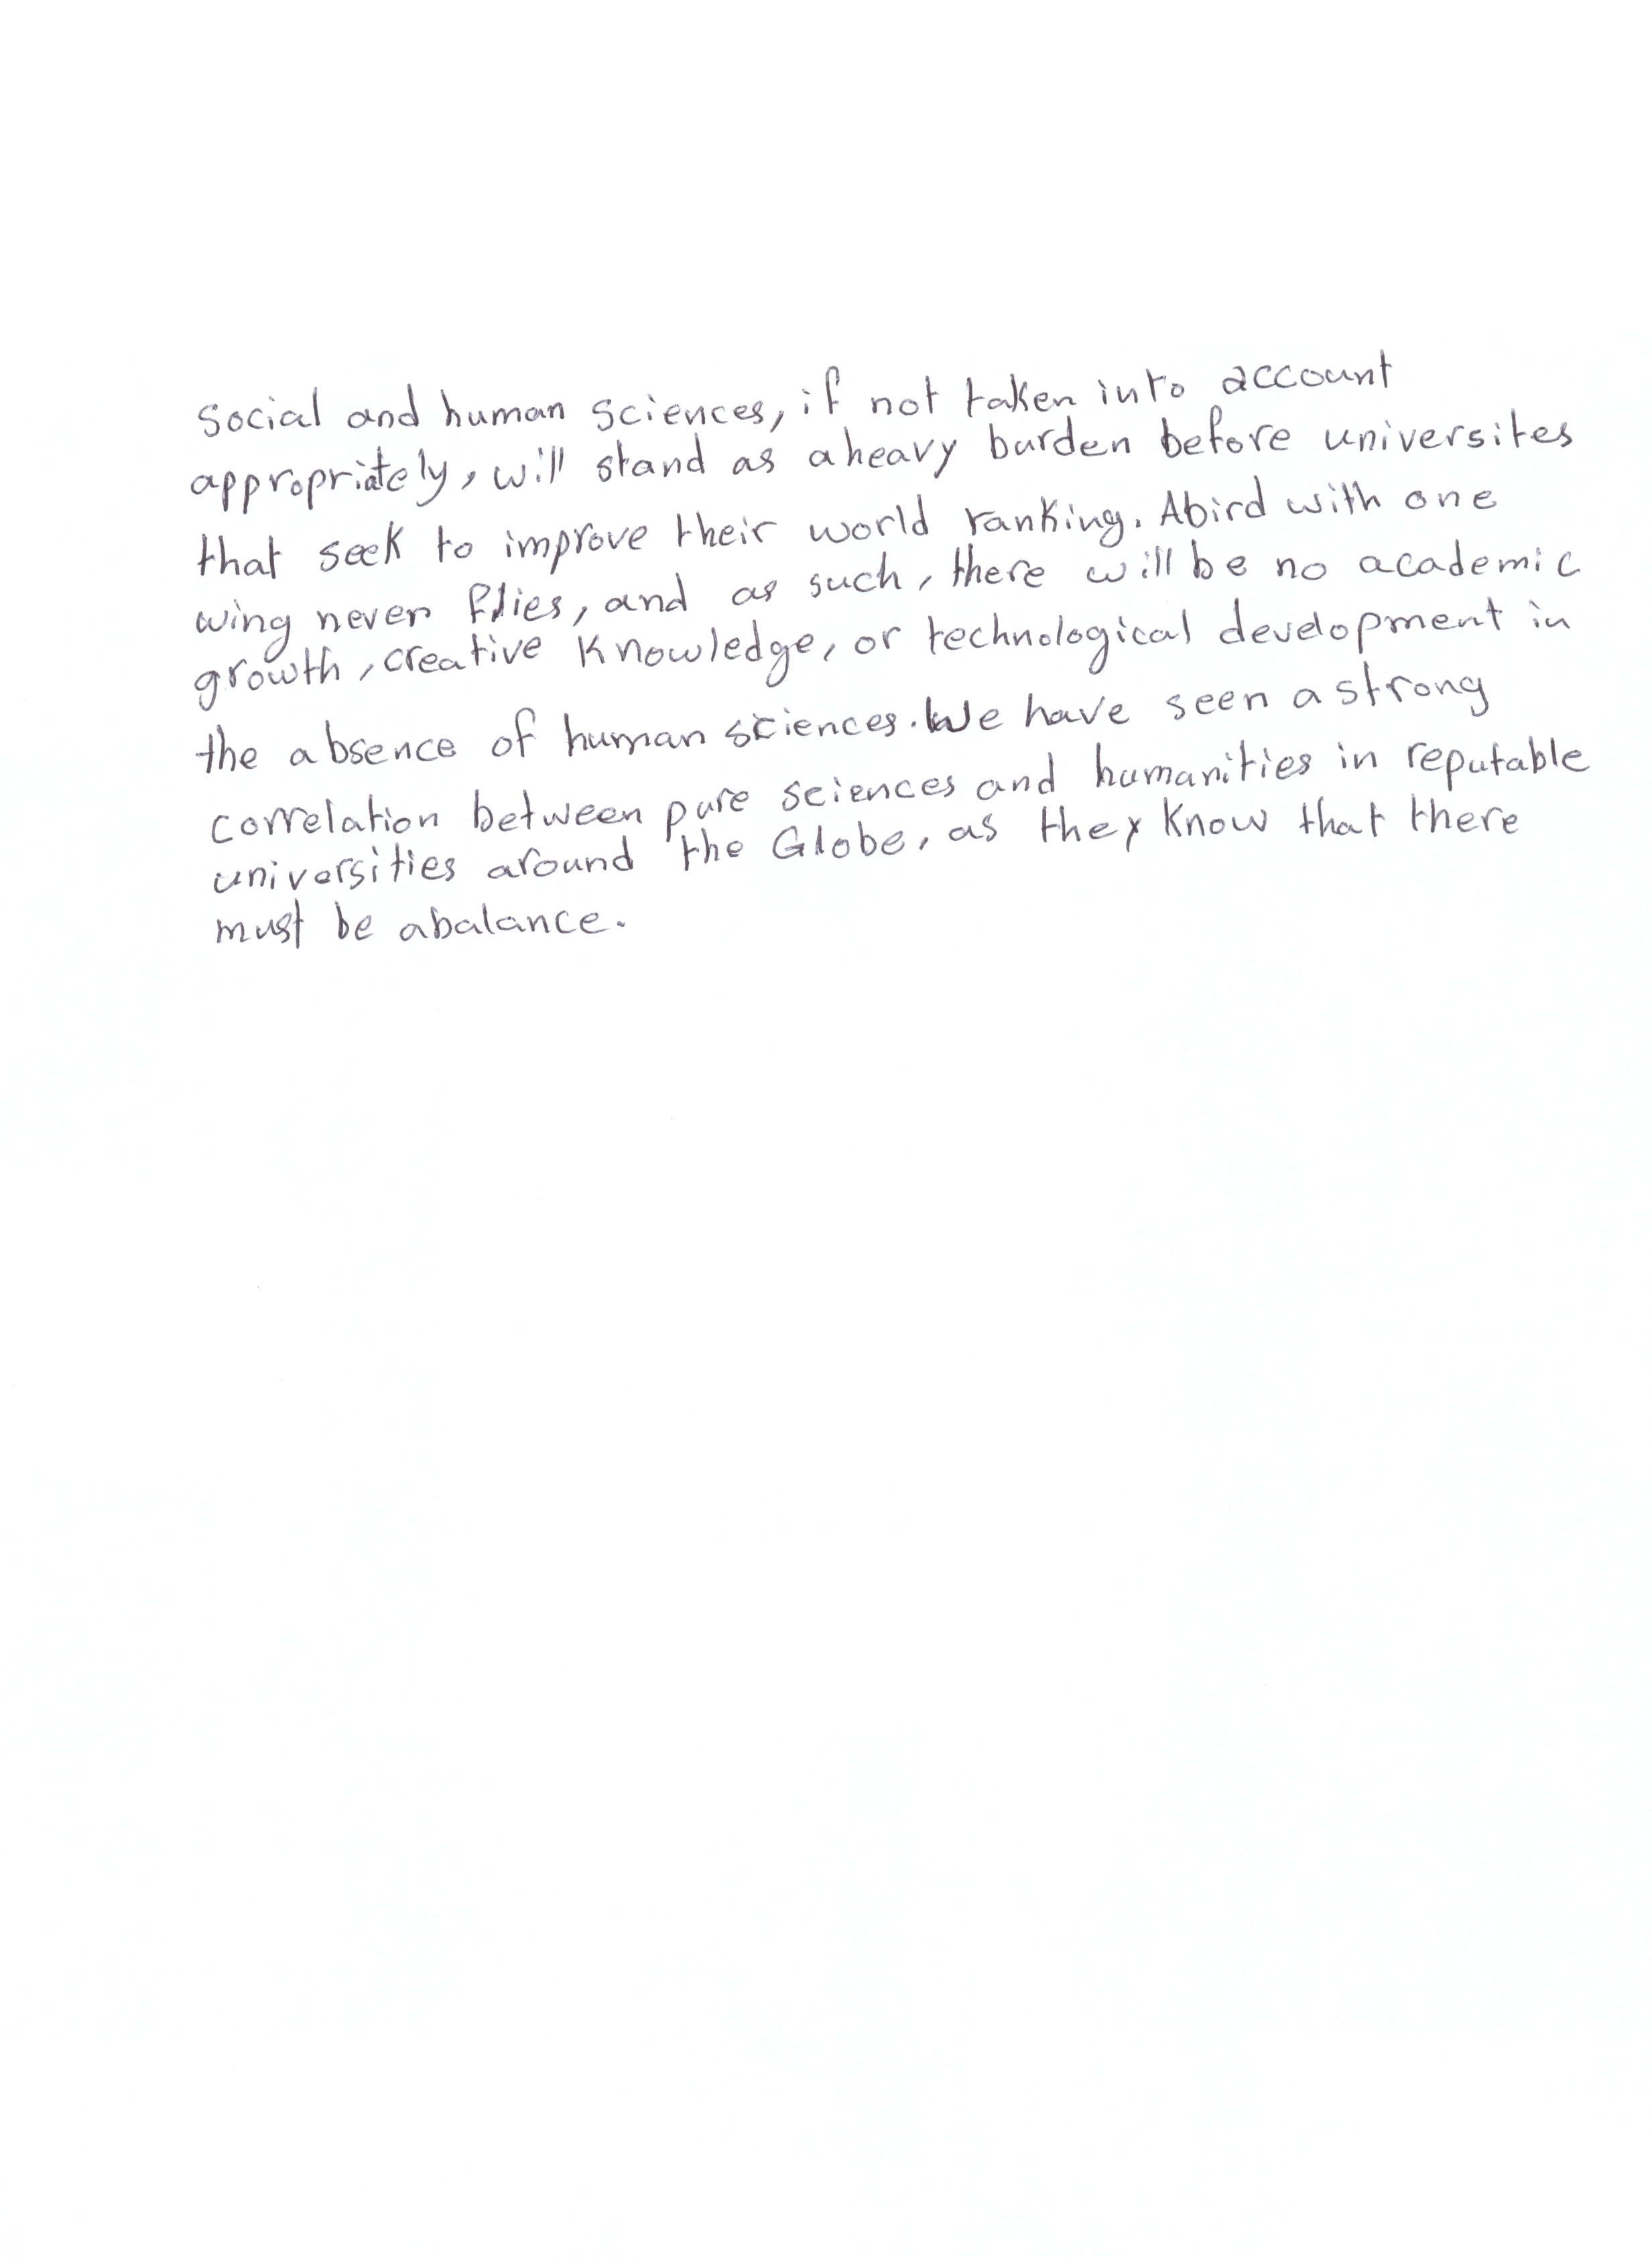 Social and human sciences, if not taken into account
appropriately, will stand as a heavy burden before universites
that seek to improve their world ranking. A bird with one
wing never flies, and as such, there will be no academic
growth, creative knowledge, or technological development in
the absence of human sciences. We have seen a strong
correlation between pure sciences and humanities in reputable
universities around the Globe, as they know that there
must be a balance.